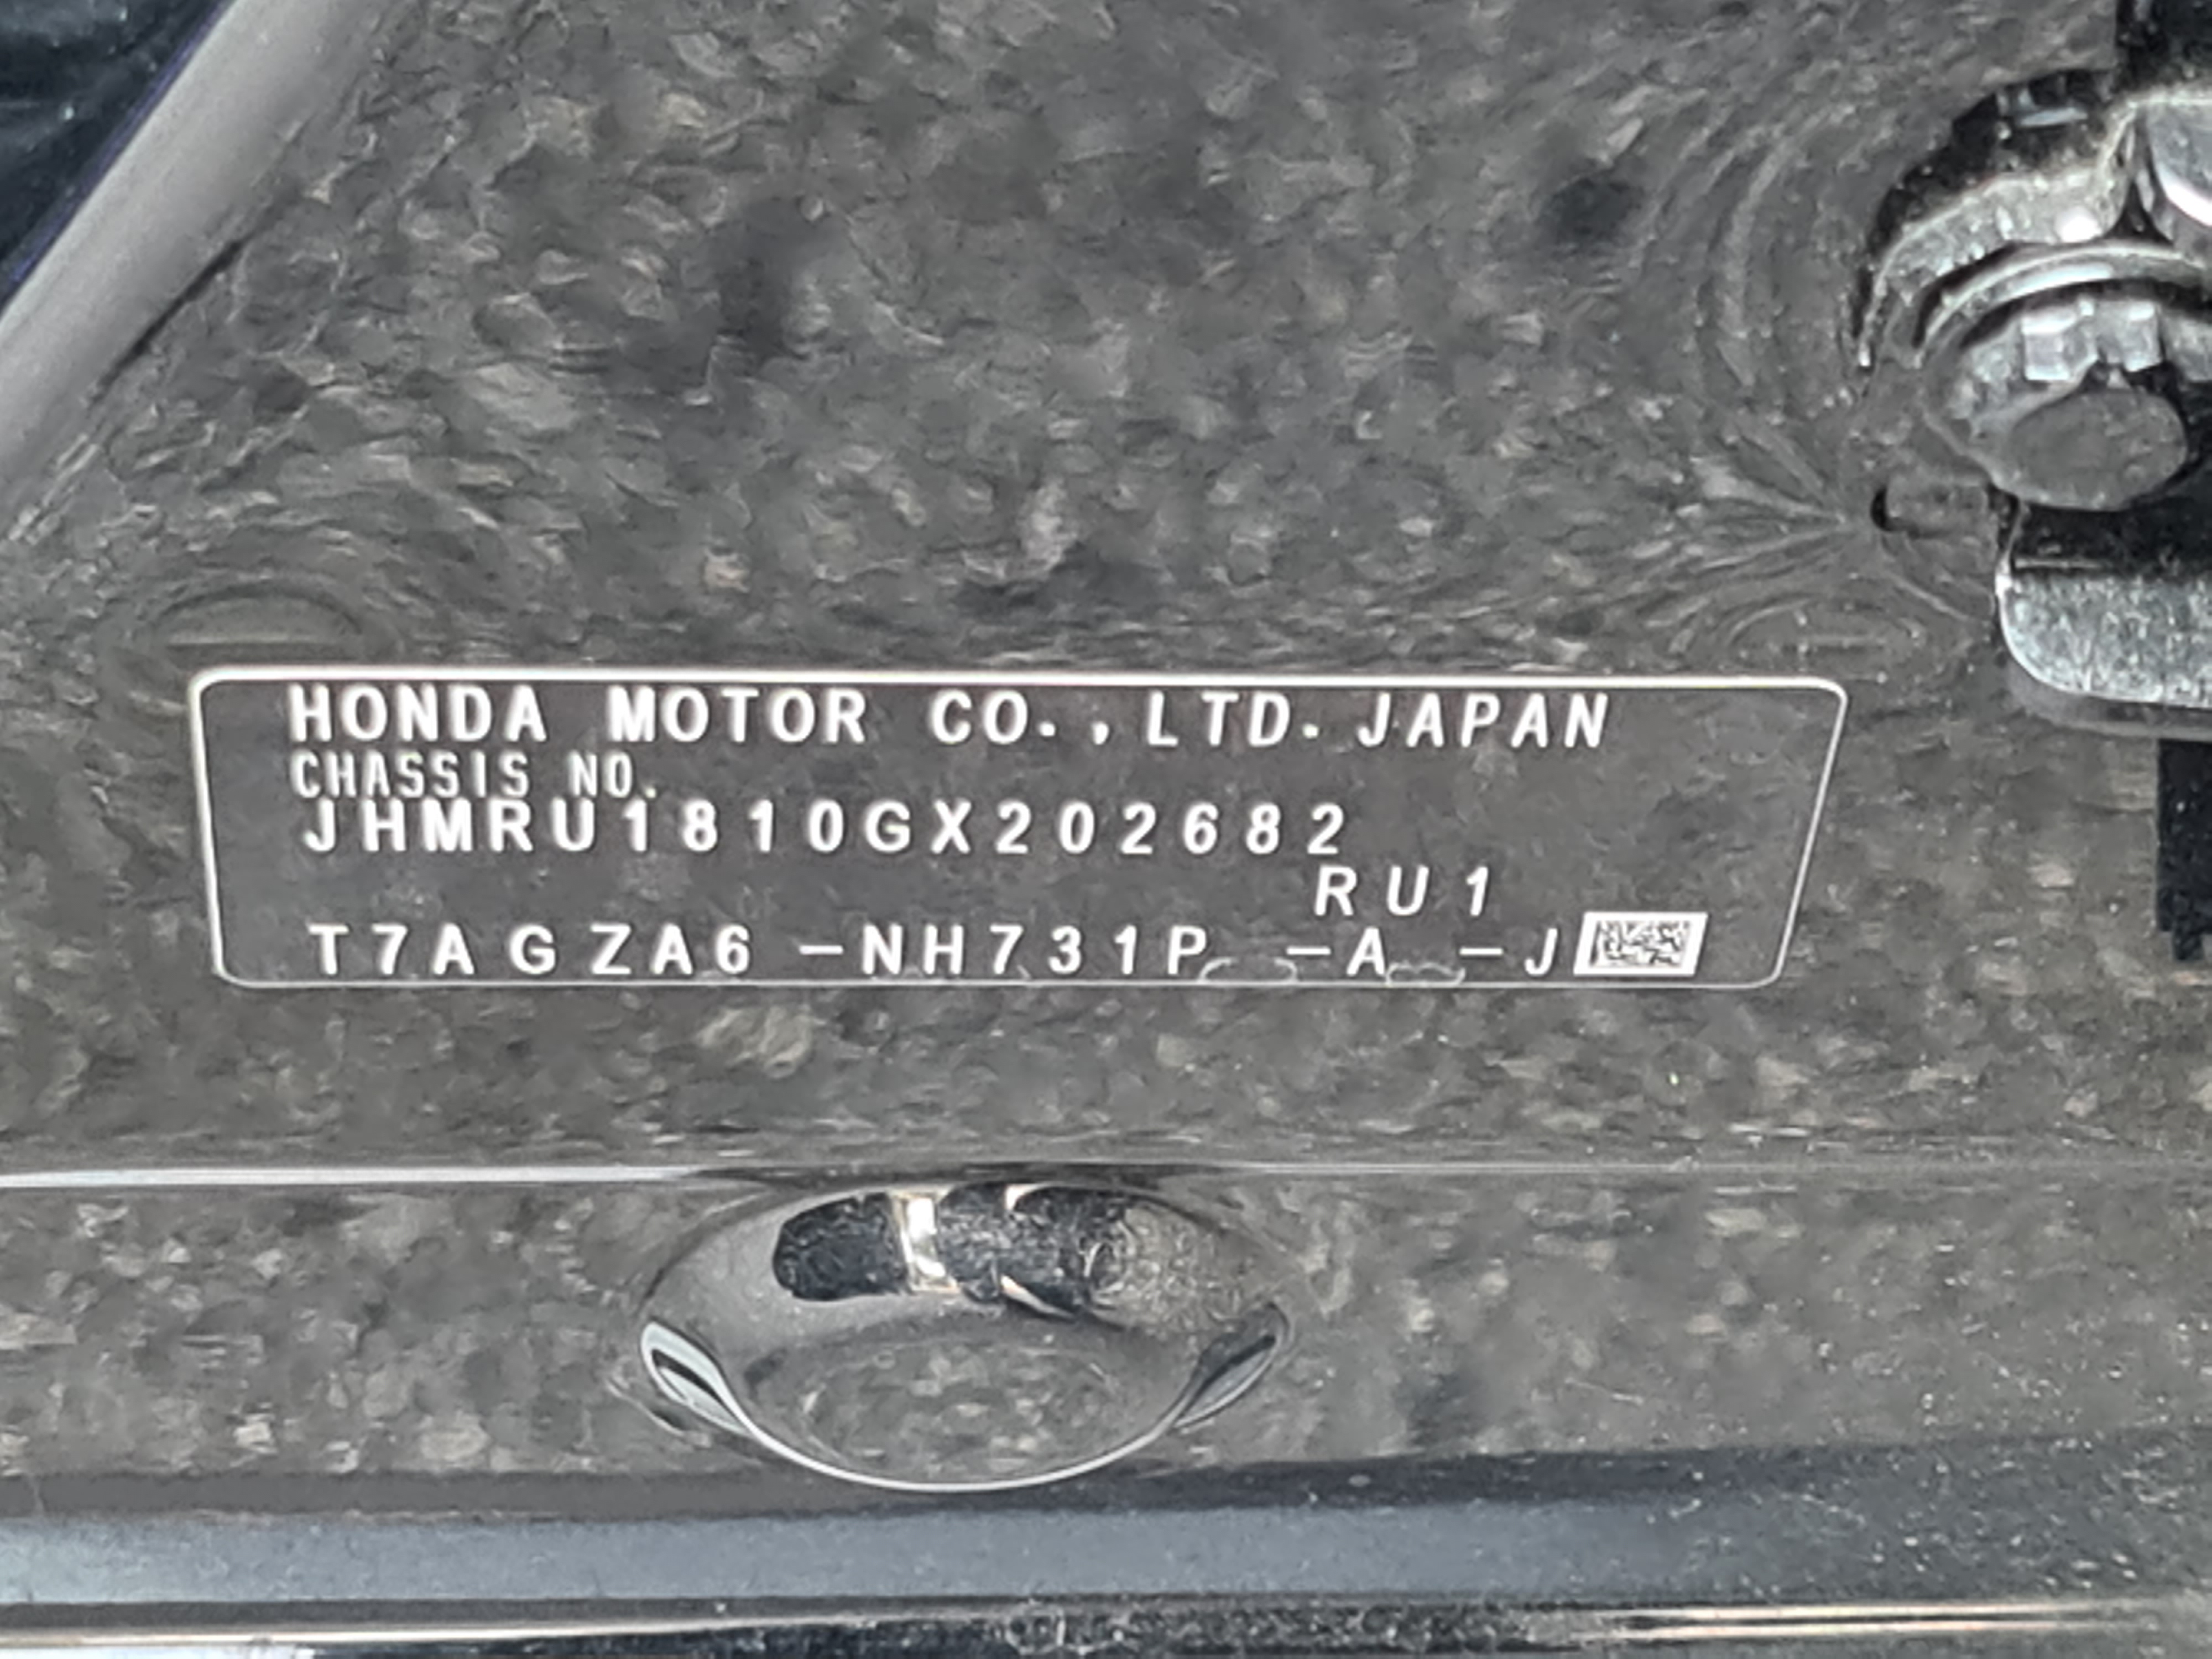 HONDA MOTOR CO., LTD. JAPAN
CHASSIS NO.
JHMRU1810GX202682
RU1
T7AGZA6 -NH731P -A -J